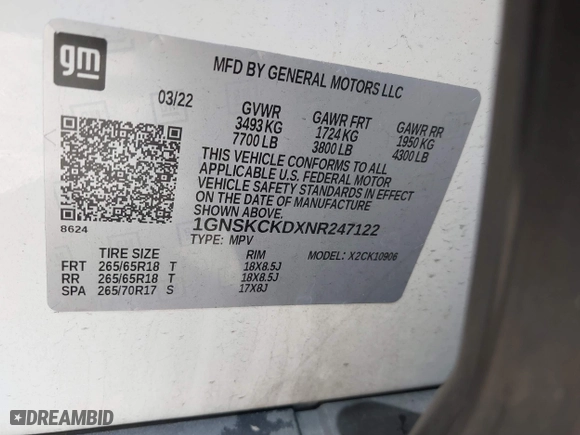 gm
MFD BY GENERAL MOTORS LLC
03/22
GVWR
3493 KG
7700 LB
GAWR FRT
1724 KG
3800 LB
GAWR RR
1950 KG
4300 LB
THIS VEHICLE CONFORMS TO ALL
APPLICABLE U.S. FEDERAL MOTOR
VEHICLE SAFETY STANDARDS IN EFFECT
ON THE DATE OF MANUFACTURE
SHOWN ABOVE.
8624
1GNSKCKDXNR247122
TYPE: MPV
MODEL: X2CK10906
TIRE SIZE RIM
FRT 265/65R18 T 18X8.5J
RR 265/65R18 T 18X8.5J
SPA 265/70R17 S 17X8J
DREAMBID